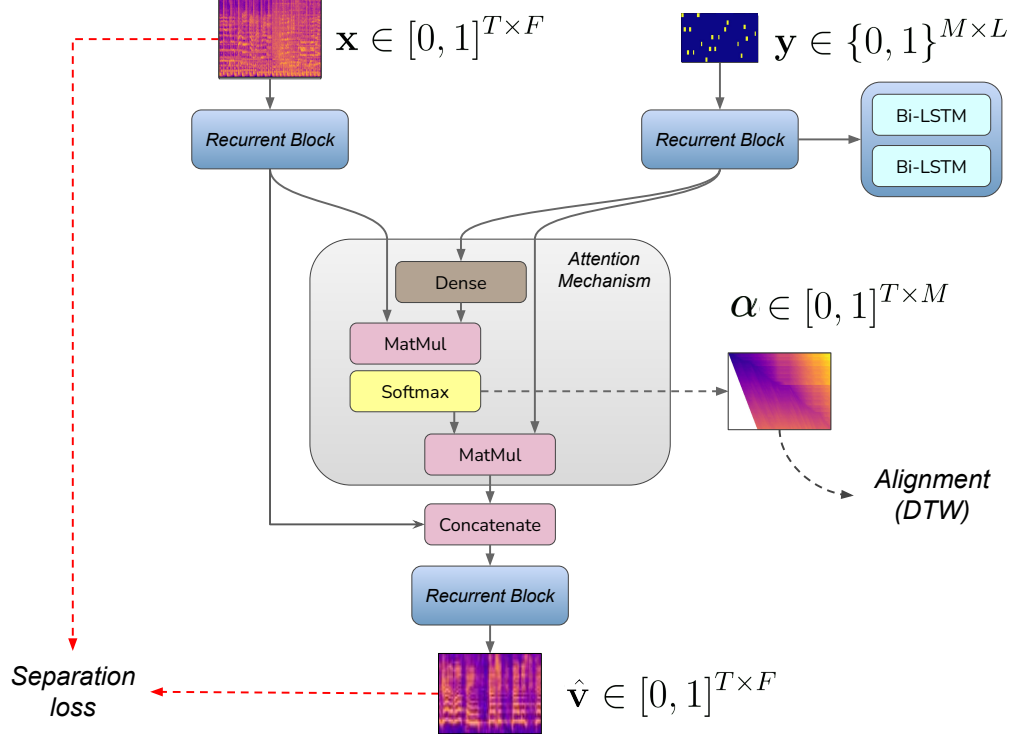 x ∈ [0, 1]^{T×F}
y ∈ {0, 1}^{M×L}
Recurrent Block
Recurrent Block
Bi-LSTM
Bi-LSTM
Attention
Mechanism
Dense
MatMul
Softmax
MatMul
α ∈ [0, 1]^{T×M}
Alignment
(DTW)
Concatenate
Recurrent Block
Separation
loss
v̂ ∈ [0, 1]^{T×F}